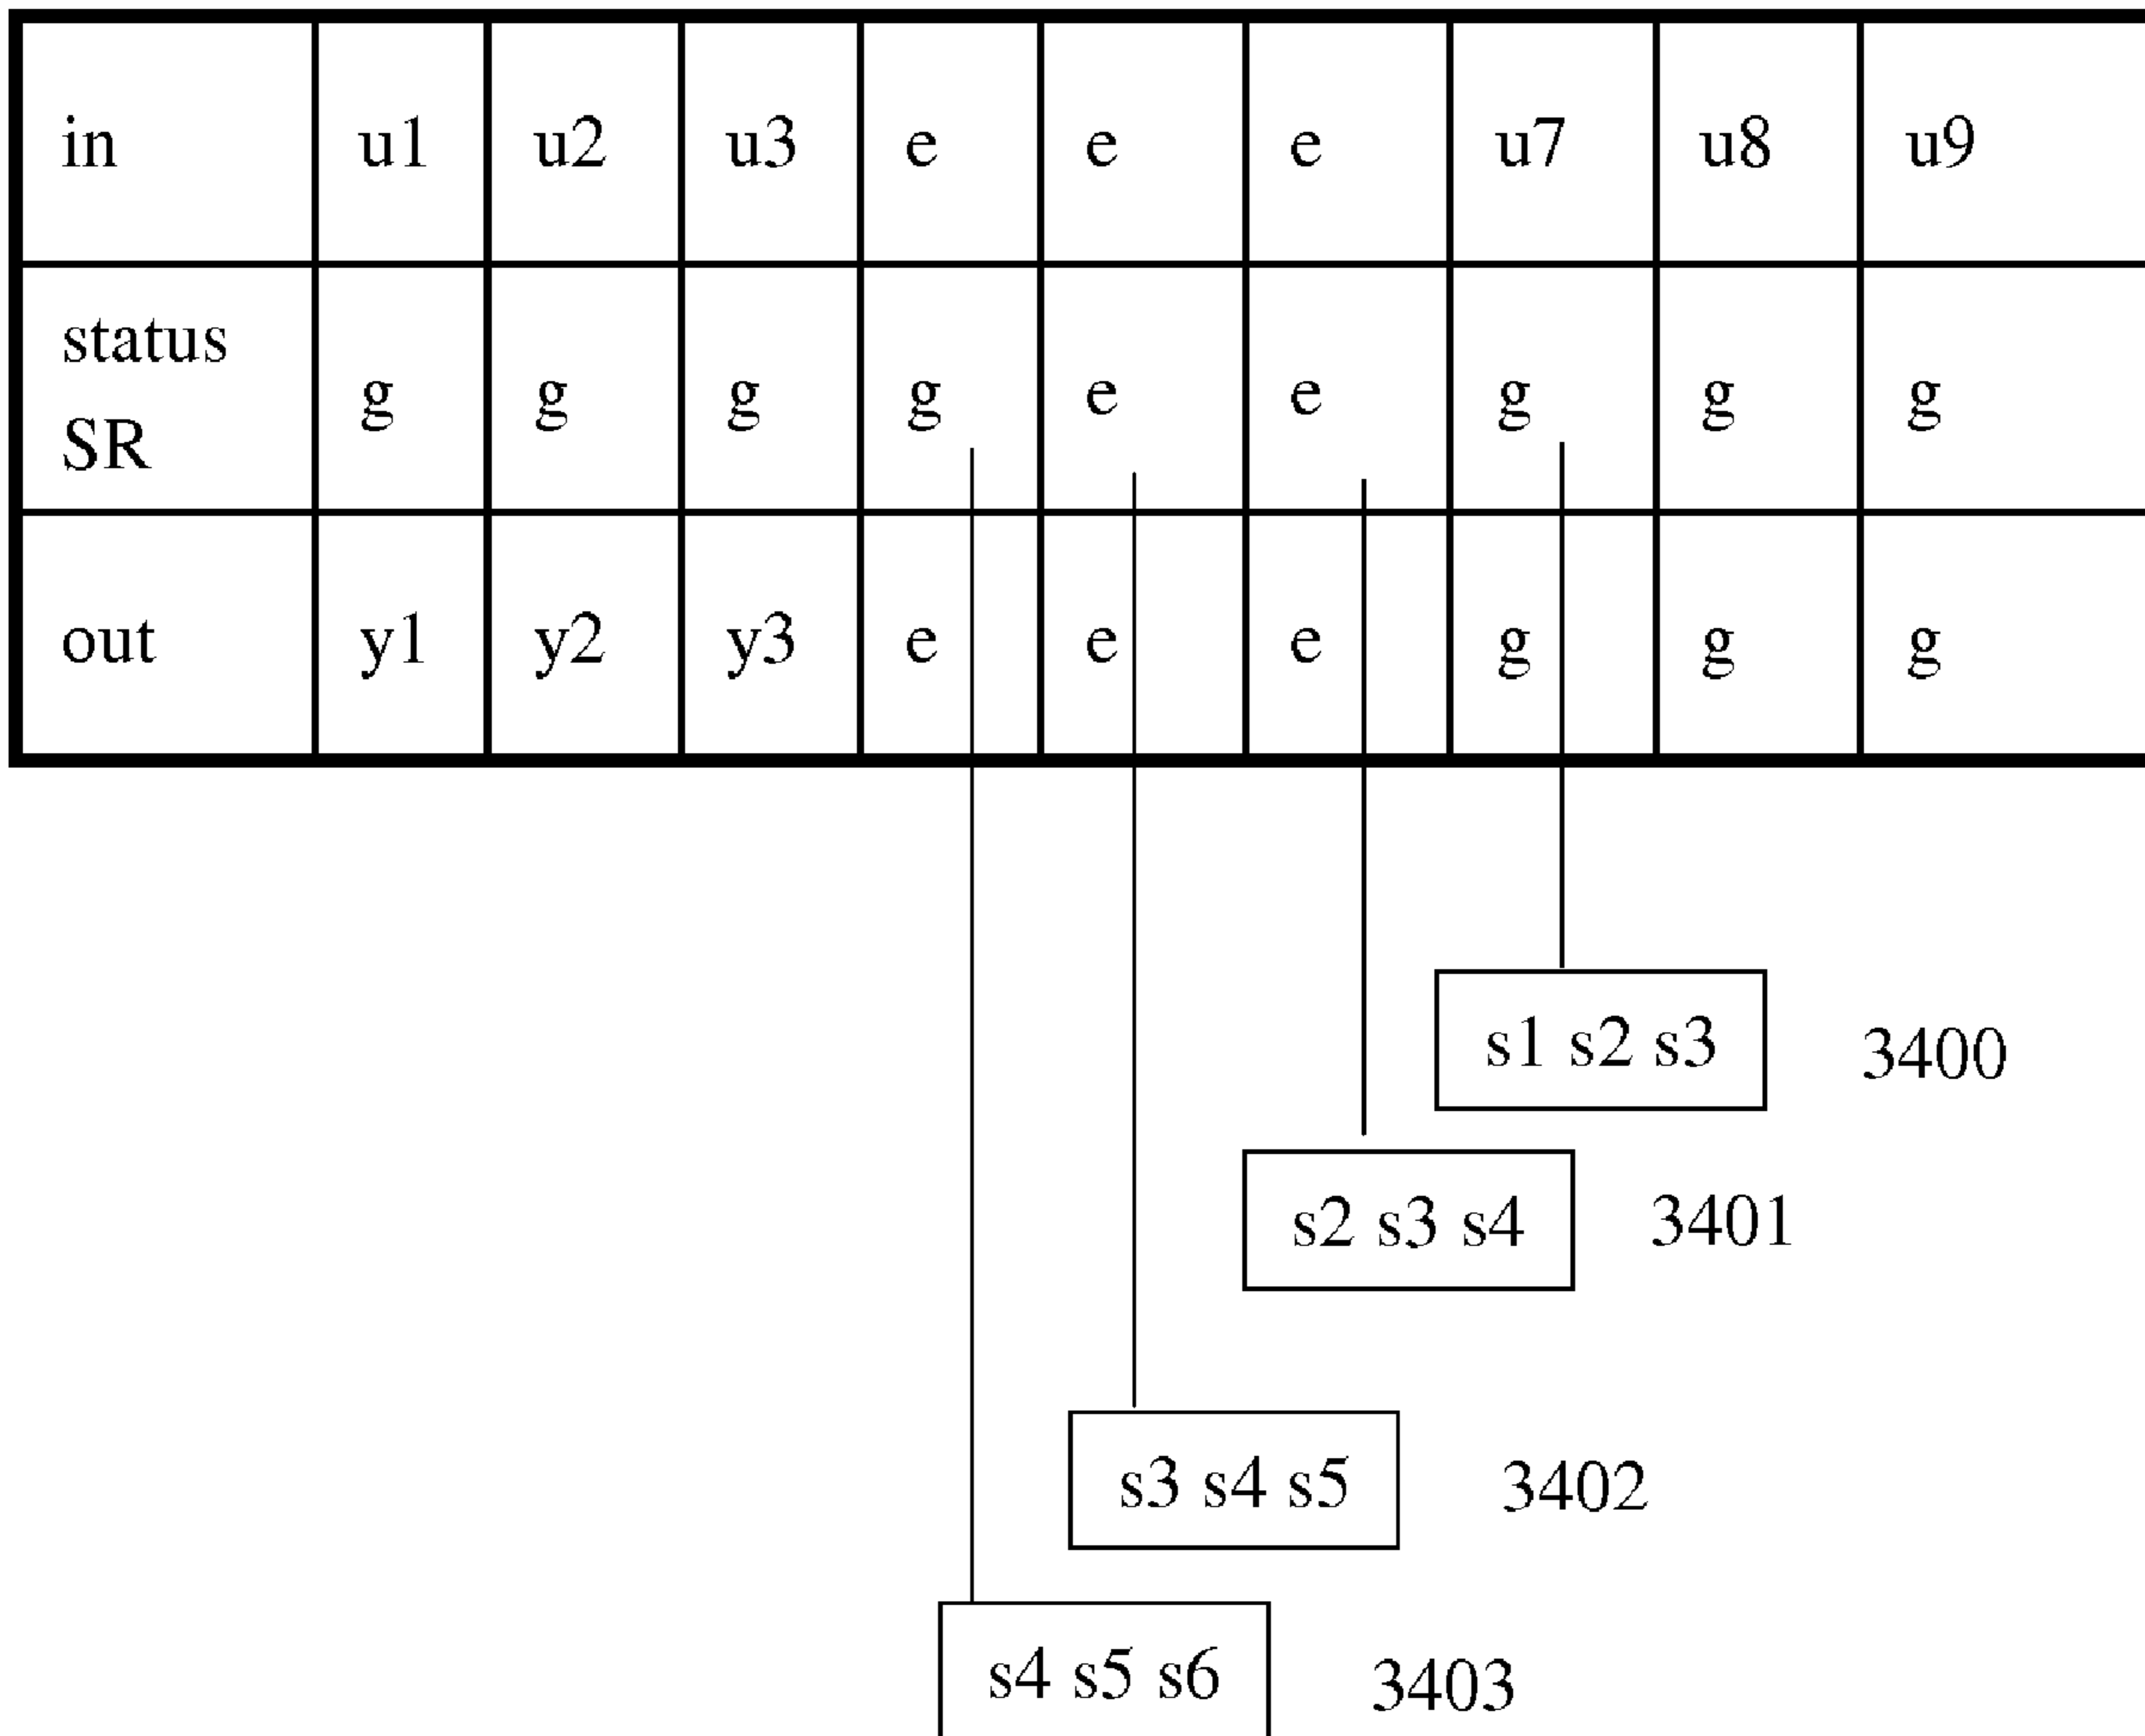 in u1 u2 u3 e e e u7 u8 u9
status
SR g g g g e e g g g
out y1 y2 y3 e e e g g g
s1 s2 s3 3400
s2 s3 s4 3401
s3 s4 s5 3402
s4 s5 s6 3403